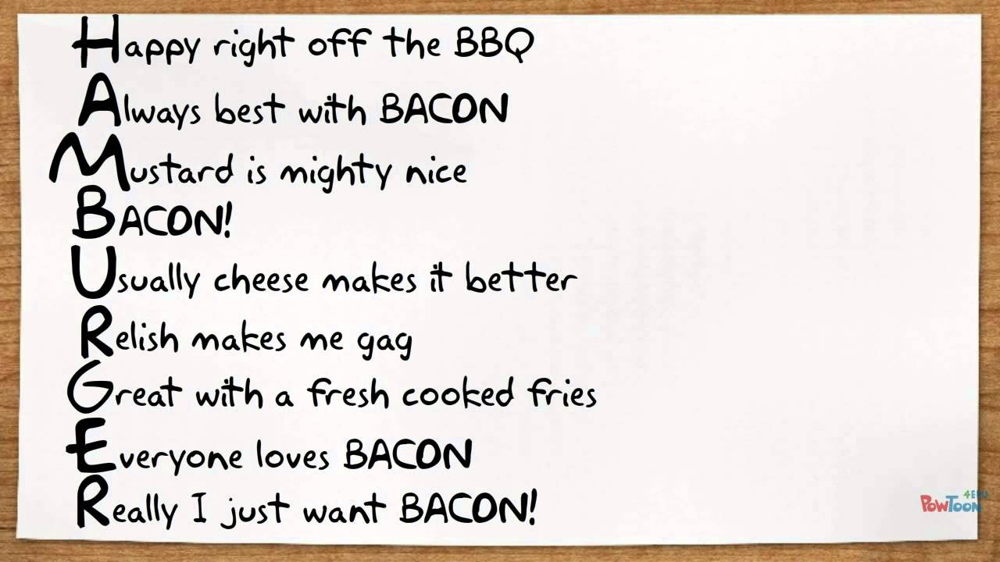 Happy right off the BBQ
Always best with BACON
Mustard is mighty nice
BACON!
Usually cheese makes it better
Relish makes me gag
Great with a fresh cooked fries
Everyone loves BACON
Really I just want BACON!
4EDU
PowToon